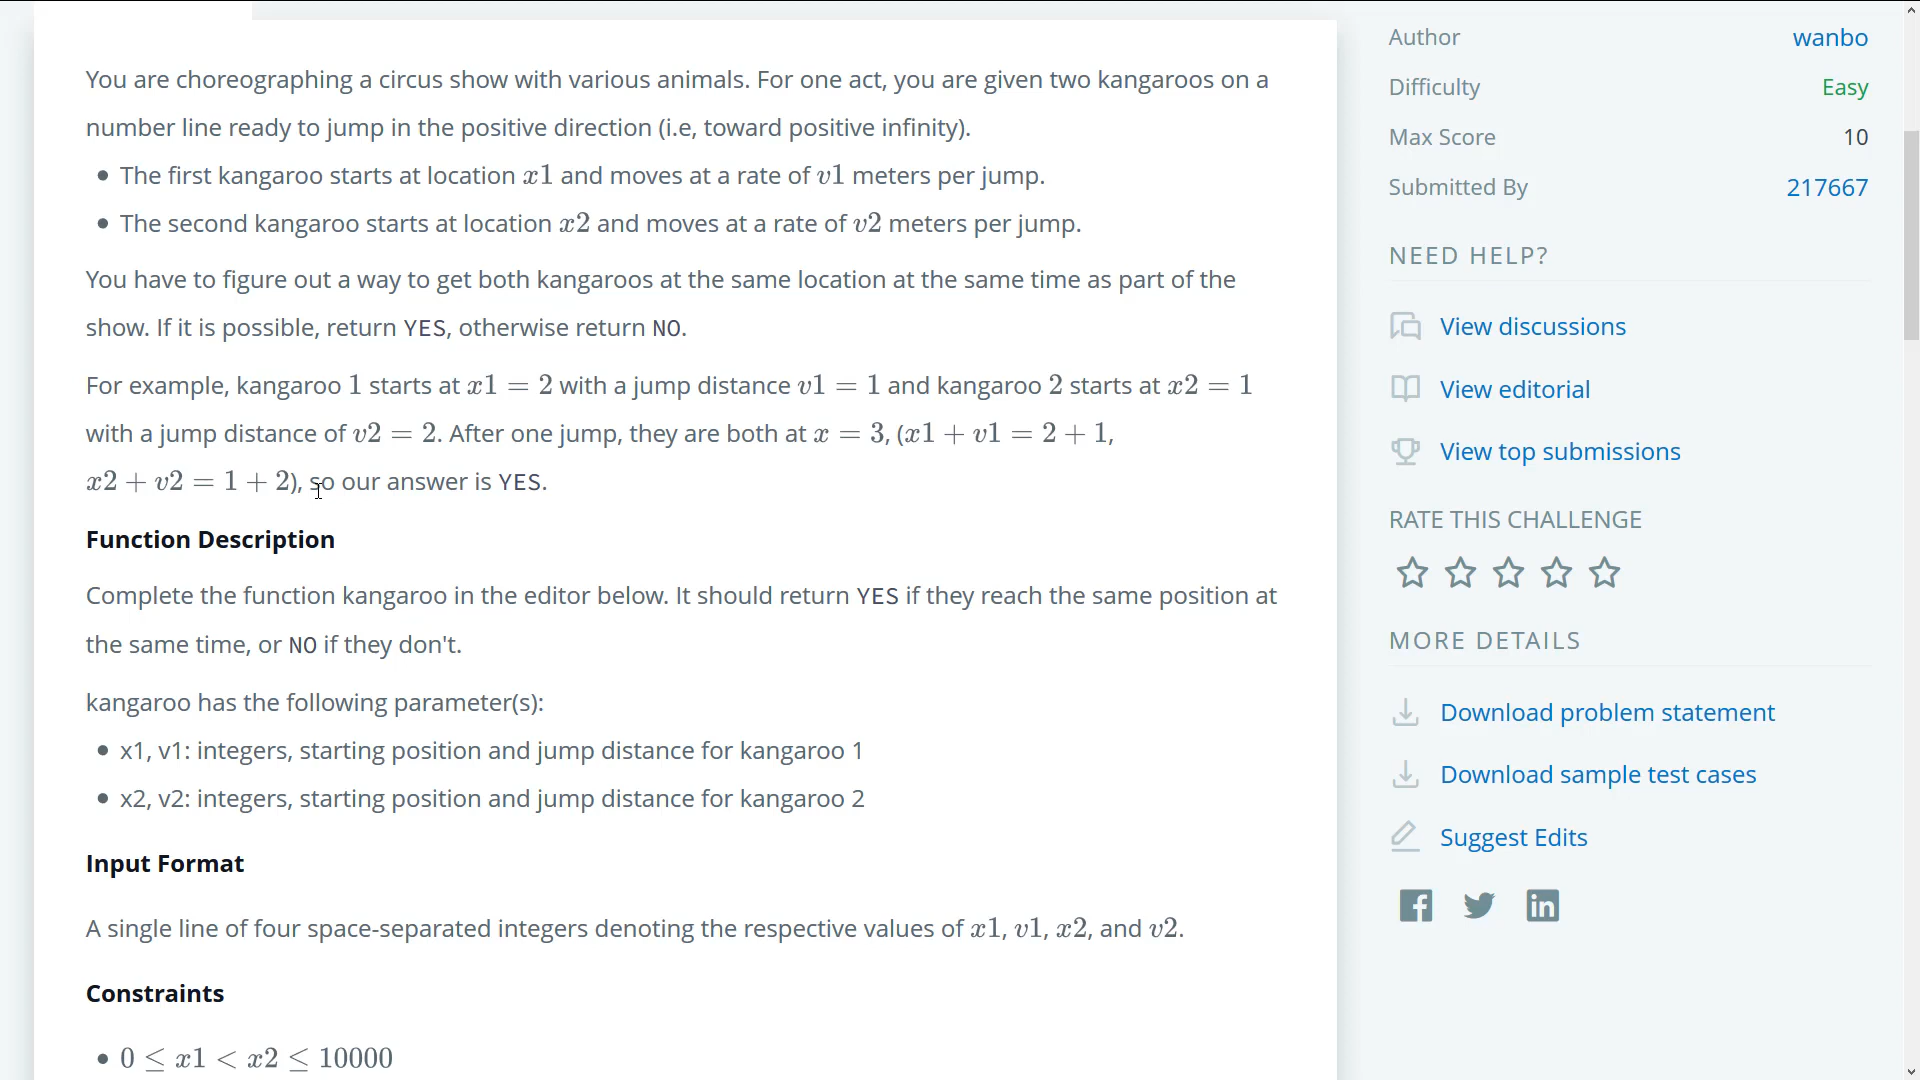 You are choreographing a circus show with various animals. For one act, you are given two kangaroos on a
number line ready to jump in the positive direction (i.e, toward positive infinity).
● The first kangaroo starts at location x1 and moves at a rate of v1 meters per jump.
● The second kangaroo starts at location x2 and moves at a rate of v2 meters per jump.
You have to figure out a way to get both kangaroos at the same location at the same time as part of the
show. If it is possible, return YES, otherwise return NO.
For example, kangaroo 1 starts at x1 = 2 with a jump distance v1 = 1 and kangaroo 2 starts at x2 = 1
with a jump distance of v2 = 2. After one jump, they are both at x = 3, (x1 + v1 = 2 + 1,
x2 + v2 = 1 + 2), so our answer is YES.
Function Description
Complete the function kangaroo in the editor below. It should return YES if they reach the same position at
the same time, or NO if they don't.
kangaroo has the following parameter(s):
● x1, v1: integers, starting position and jump distance for kangaroo 1
● x2, v2: integers, starting position and jump distance for kangaroo 2
Input Format
A single line of four space-separated integers denoting the respective values of x1, v1, x2, and v2.
Constraints
● 0 ≤ x1 < x2 ≤ 10000
Author wanbo
Difficulty Easy
Max Score 10
Submitted By 217667
NEED HELP?
View discussions
View editorial
View top submissions
RATE THIS CHALLENGE
MORE DETAILS
Download problem statement
Download sample test cases
Suggest Edits